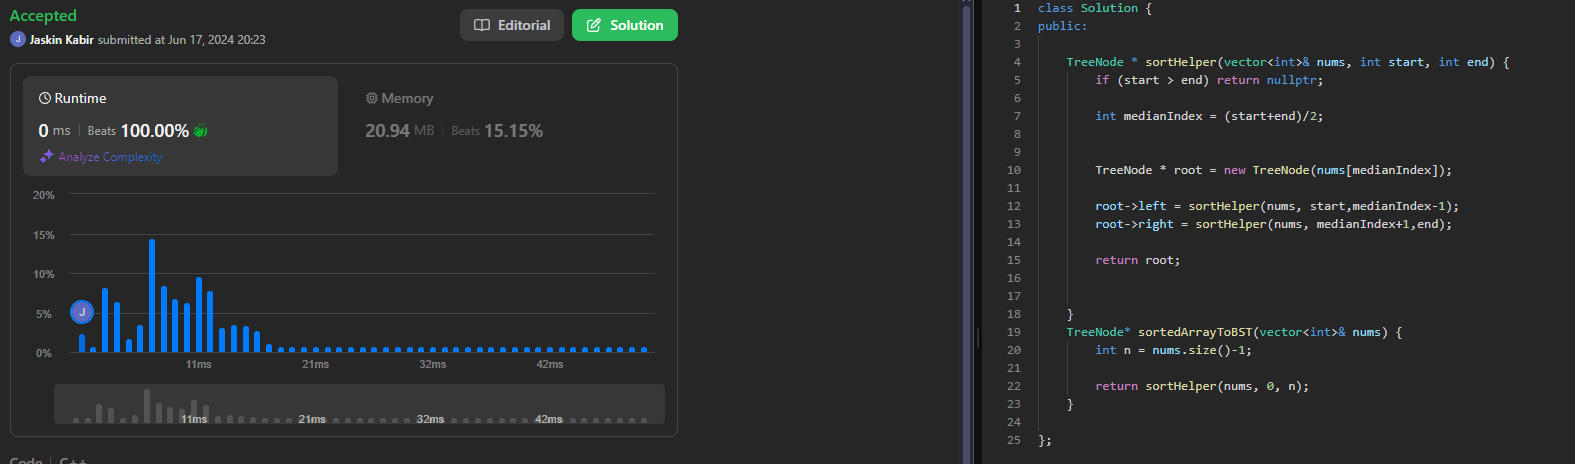 Accepted
J Jaskin Kabir submitted at Jun 17, 2024 20:23
Editorial
Solution
Runtime
0 ms | Beats 100.00%
Analyze Complexity
Memory
20.94 MB | Beats 15.15%
20%
15%
10%
5%
0%
J
11ms 21ms 32ms 42ms
11ms 21ms 32ms 42ms
Code | C++
1 class Solution {
2 public:
3
4 TreeNode * sortHelper(vector<int>& nums, int start, int end) {
5 if (start > end) return nullptr;
6
7 int medianIndex = (start+end)/2;
8
9
10 TreeNode * root = new TreeNode(nums[medianIndex]);
11
12 root->left = sortHelper(nums, start,medianIndex-1);
13 root->right = sortHelper(nums, medianIndex+1,end);
14
15 return root;
16
17
18 }
19 TreeNode* sortedArrayToBST(vector<int>& nums) {
20 int n = nums.size()-1;
21
22 return sortHelper(nums, 0, n);
23 }
24
25 };